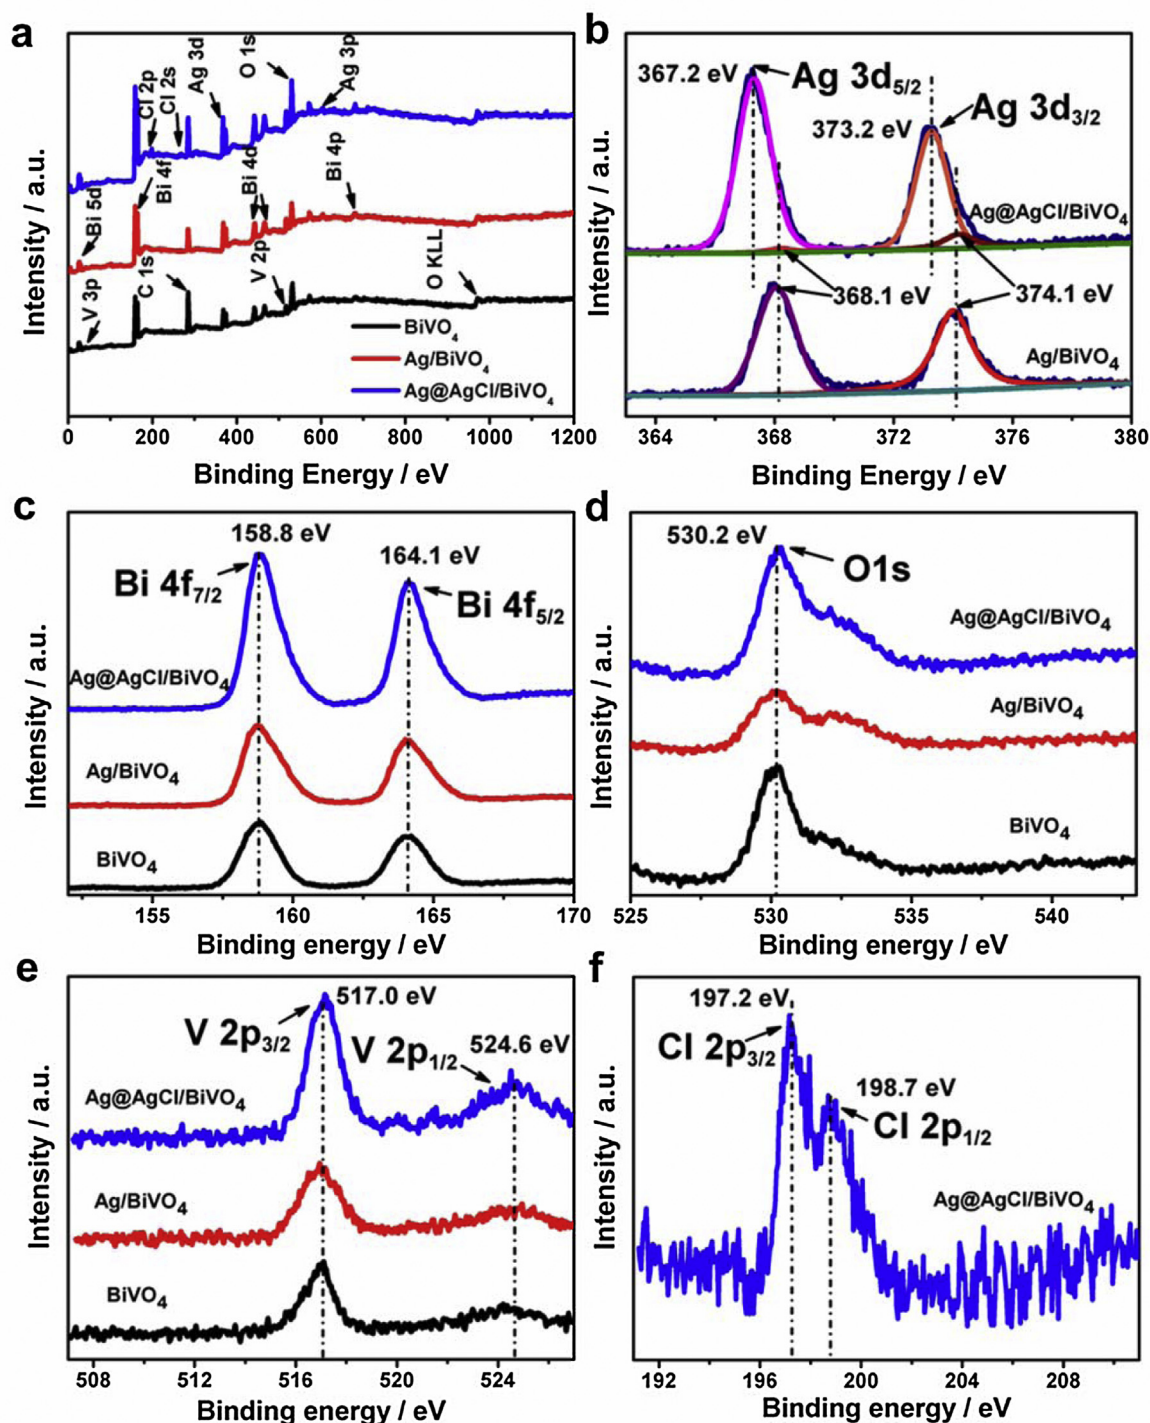 a
Intensity / a.u.
V 3p
Bi 5d
C 1s
Cl 2p
Bi 4f
Cl 2s
Ag 3d
O 1s
Bi 4d
V 2p
Ag 3p
Bi 4p
O KLL
BiVO₄
Ag/BiVO₄
Ag@AgCl/BiVO₄
0 200 400 600 800 1000 1200
Binding Energy / eV
b
Intensity / a.u.
367.2 eV
Ag 3d₅/₂
373.2 eV
Ag 3d₃/₂
Ag@AgCl/BiVO₄
368.1 eV
374.1 eV
Ag/BiVO₄
364 368 372 376 380
Binding Energy / eV
c
Intensity / a.u.
158.8 eV
164.1 eV
Bi 4f₇/₂
Bi 4f₅/₂
Ag@AgCl/BiVO₄
Ag/BiVO₄
BiVO₄
155 160 165 170
Binding energy / eV
d
Intensity / a.u.
530.2 eV
O1s
Ag@AgCl/BiVO₄
Ag/BiVO₄
BiVO₄
525 530 535 540
Binding energy / eV
e
Intensity / a.u.
517.0 eV
V 2p₃/₂
V 2p₁/₂
524.6 eV
Ag@AgCl/BiVO₄
Ag/BiVO₄
BiVO₄
508 512 516 520 524
Binding energy / eV
f
Intensity / a.u.
197.2 eV
Cl 2p₃/₂
198.7 eV
Cl 2p₁/₂
Ag@AgCl/BiVO₄
192 196 200 204 208
Binding energy / eV